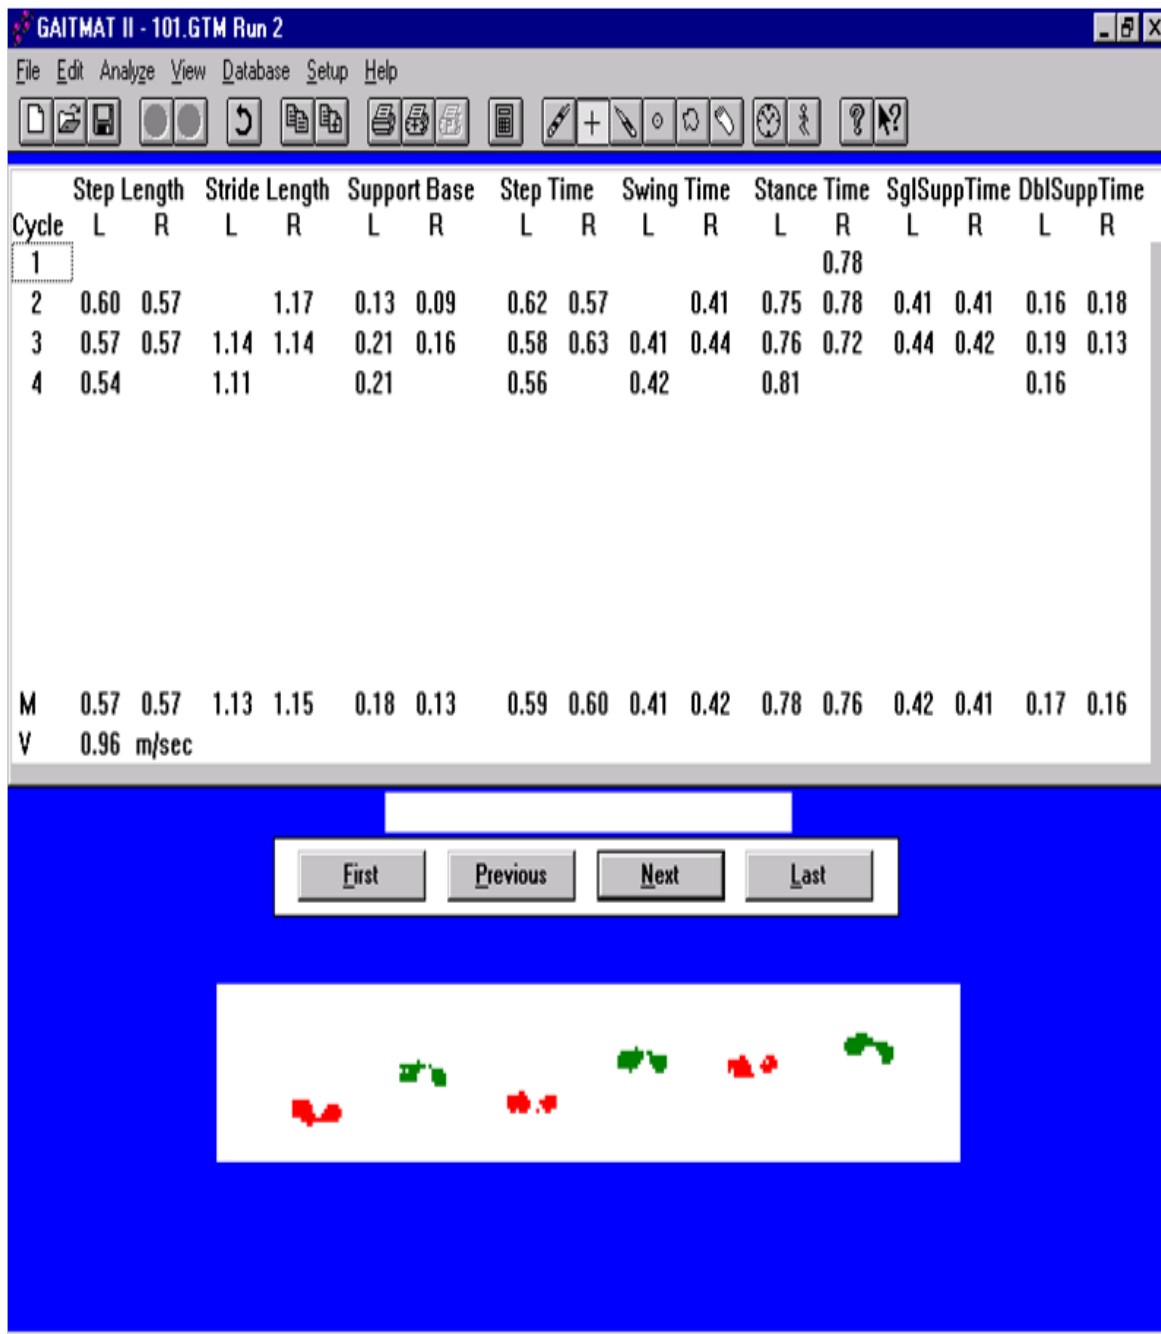 GAITMAT II - 101.GTM Run 2
File Edit Analyze View Database Setup Help
Step Length Stride Length Support Base Step Time Swing Time Stance Time SglSuppTime DblSuppTime
Cycle L R L R L R L R L R L R L R L R
1 0.78
2 0.60 0.57 1.17 0.13 0.09 0.62 0.57 0.41 0.75 0.78 0.41 0.41 0.16 0.18
3 0.57 0.57 1.14 1.14 0.21 0.16 0.58 0.63 0.41 0.44 0.76 0.72 0.44 0.42 0.19 0.13
4 0.54 1.11 0.21 0.56 0.42 0.81 0.16
M 0.57 0.57 1.13 1.15 0.18 0.13 0.59 0.60 0.41 0.42 0.78 0.76 0.42 0.41 0.17 0.16
V 0.96 m/sec
First Previous Next Last